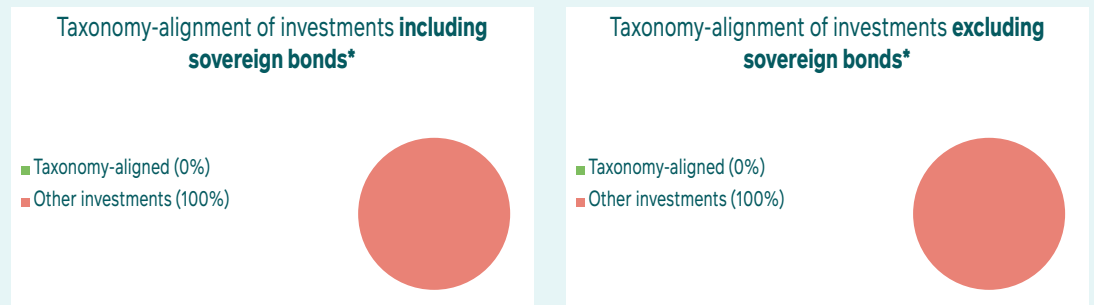 Taxonomy-alignment of investments including
sovereign bonds*
Taxonomy-aligned (0%)
Other investments (100%)
Taxonomy-alignment of investments excluding
sovereign bonds*
Taxonomy-aligned (0%)
Other investments (100%)